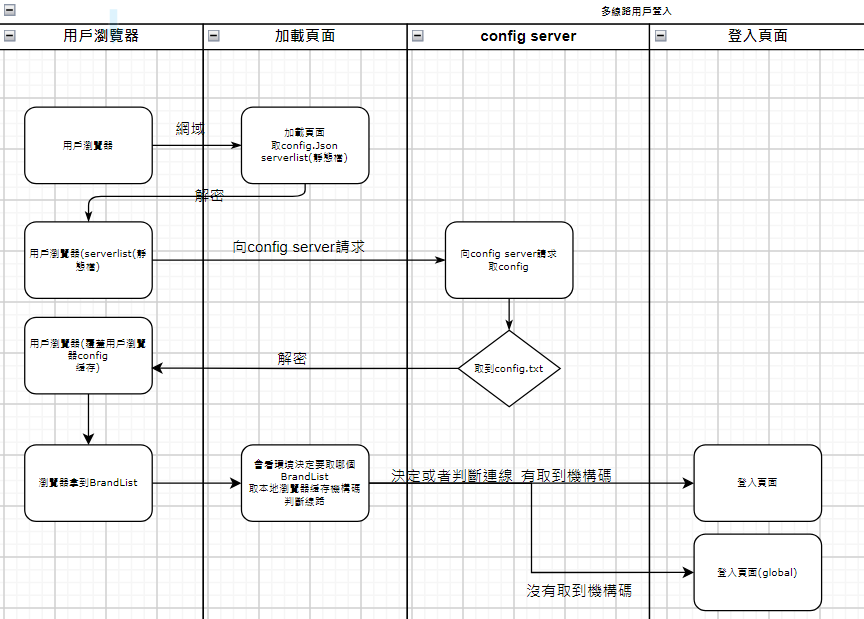 多線路用戶登入
用戶瀏覽器
加載頁面
config server
登入頁面
用戶瀏覽器
網域
加載頁面
取config.Json
serverlist(靜態檔)
解密
用戶瀏覽器(serverlist(靜
態檔)
向config server請求
向config server請求
取config
用戶瀏覽器(覆蓋用戶瀏覽
器config
緩存)
解密
取到config.txt
瀏覽器拿到BrandList
會看環境決定要取哪個
BrandList
取本地瀏覽器緩存機構碼
判斷線路
決定或者判斷連線 有取到機構碼
登入頁面
登入頁面(global)
沒有取到機構碼